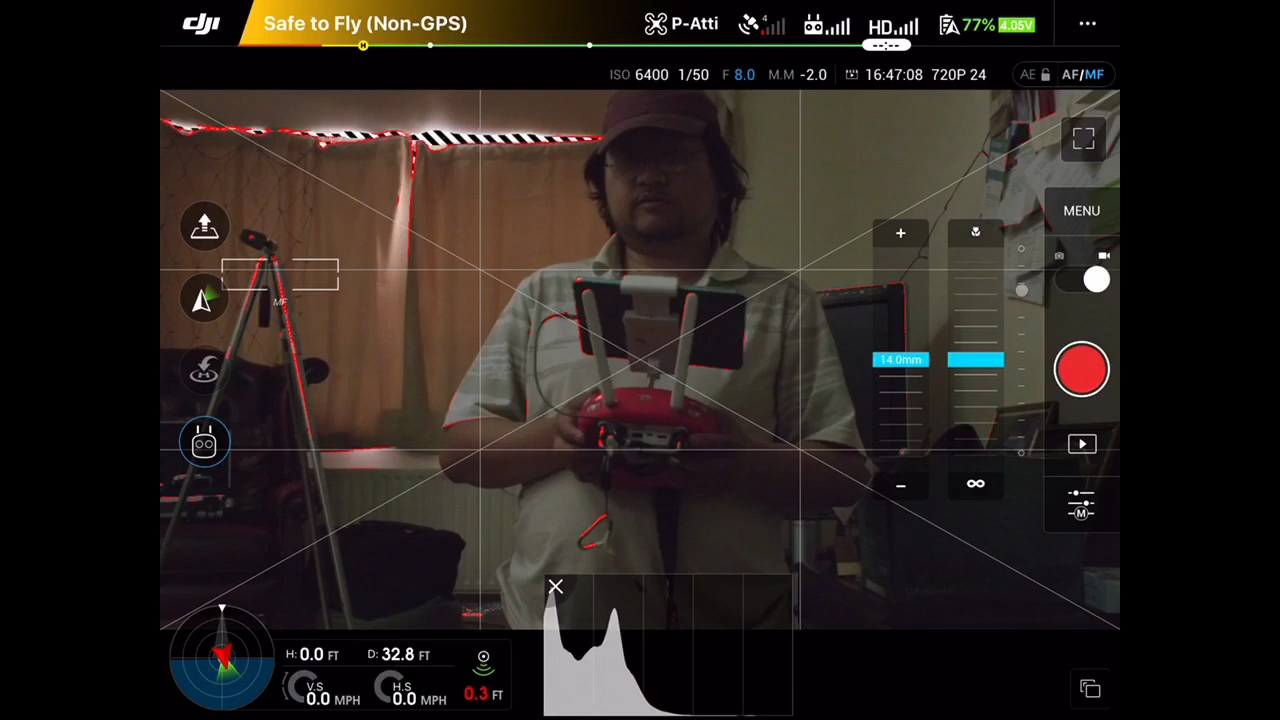 dji Safe to Fly (Non-GPS) P-Atti 4 HD 77% 4.05V
--:--
ISO 6400 1/50 F 8.0 M.M -2.0 16:47:08 720P 24 AE AF/MF
MENU
+
MF
14.0mm
H
− ∞
M
H: 0.0 FT D: 32.8 FT
V.S 0.0 MPH H.S 0.0 MPH 0.3 FT